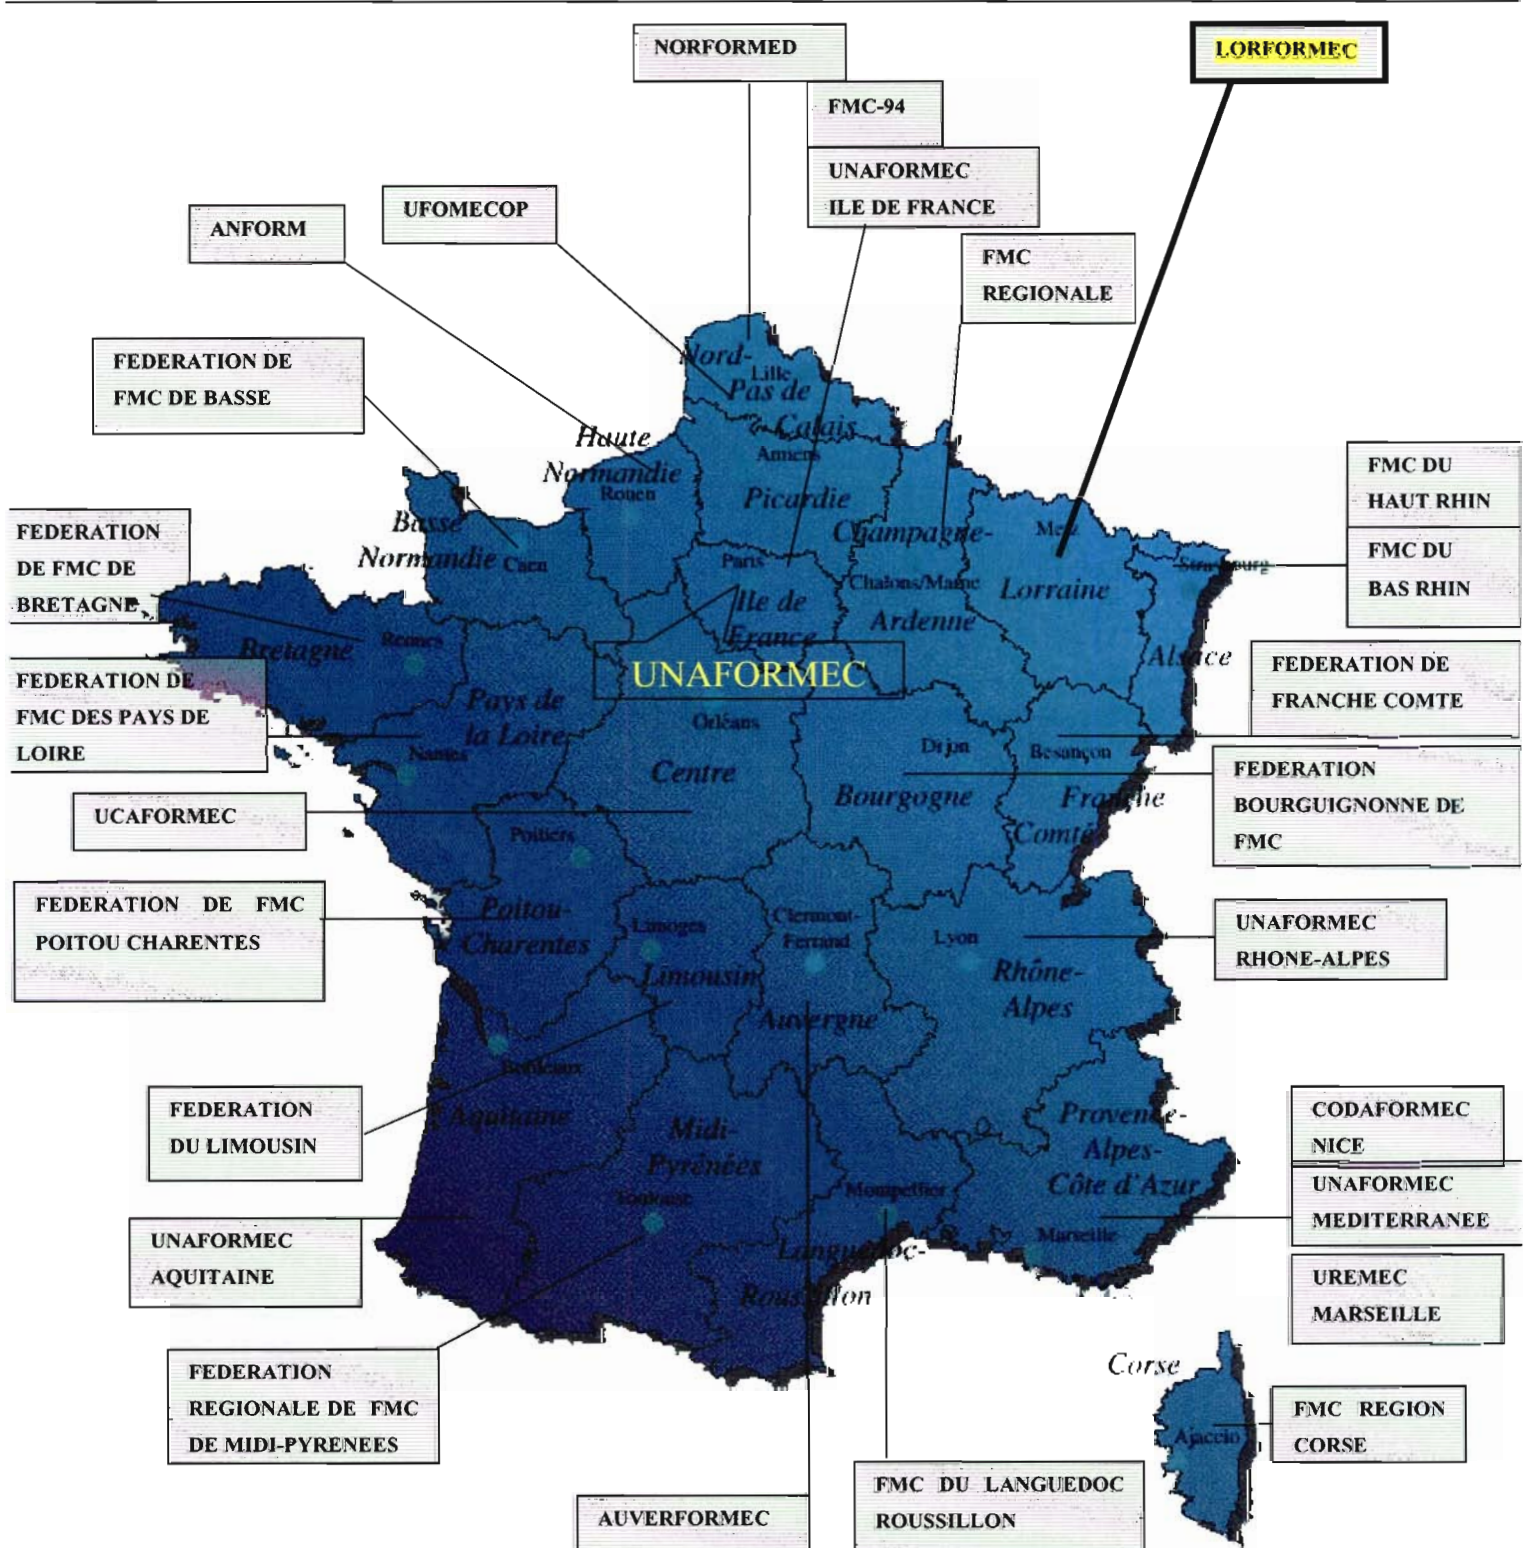 NORFORMED
LORFORMEC
FMC-94
UNAFORMEC
ILE DE FRANCE
UFOMECOP
ANFORM
FMC
REGIONALE
FEDERATION DE
FMC DE BASSE
Nord-
Lille
Pas de
Calais
Haute
Normandie
Rouen
Amiens
Picardie
FMC DU
HAUT RHIN
FMC DU
BAS RHIN
Basse
Normandie
Caen
Champagne-
Chalons/Marne
Ardenne
Metz
Lorraine
Strasbourg
Alsace
FEDERATION
DE FMC DE
BRETAGNE
Paris
Ile de
France
Rennes
Bretagne
UNAFORMEC
FEDERATION DE
FRANCHE COMTE
FEDERATION DE
FMC DES PAYS DE
LOIRE
Pays de
la Loire
Nantes
Orléans
Centre
Dijon
Bourgogne
Besançon
Franche
Comté
FEDERATION
BOURGUIGNONNE DE
FMC
UCAFORMEC
Poitiers
FEDERATION DE FMC
POITOU CHARENTES
Poitou-
Charentes
Limoges
Limousin
Clermont-
Ferrand
Auvergne
Lyon
Rhône-
Alpes
UNAFORMEC
RHONE-ALPES
Bordeaux
Aquitaine
FEDERATION
DU LIMOUSIN
Midi-
Pyrénées
Toulouse
Provence-
Alpes-
Côte d'Azur
Marseille
CODAFORMEC
NICE
UNAFORMEC
MEDITERRANEE
UREMEC
MARSEILLE
Montpellier
Languedoc-
Roussillon
UNAFORMEC
AQUITAINE
FEDERATION
REGIONALE DE FMC
DE MIDI-PYRENEES
Corse
Ajaccio
FMC REGION
CORSE
FMC DU LANGUEDOC
ROUSSILLON
AUVERFORMEC